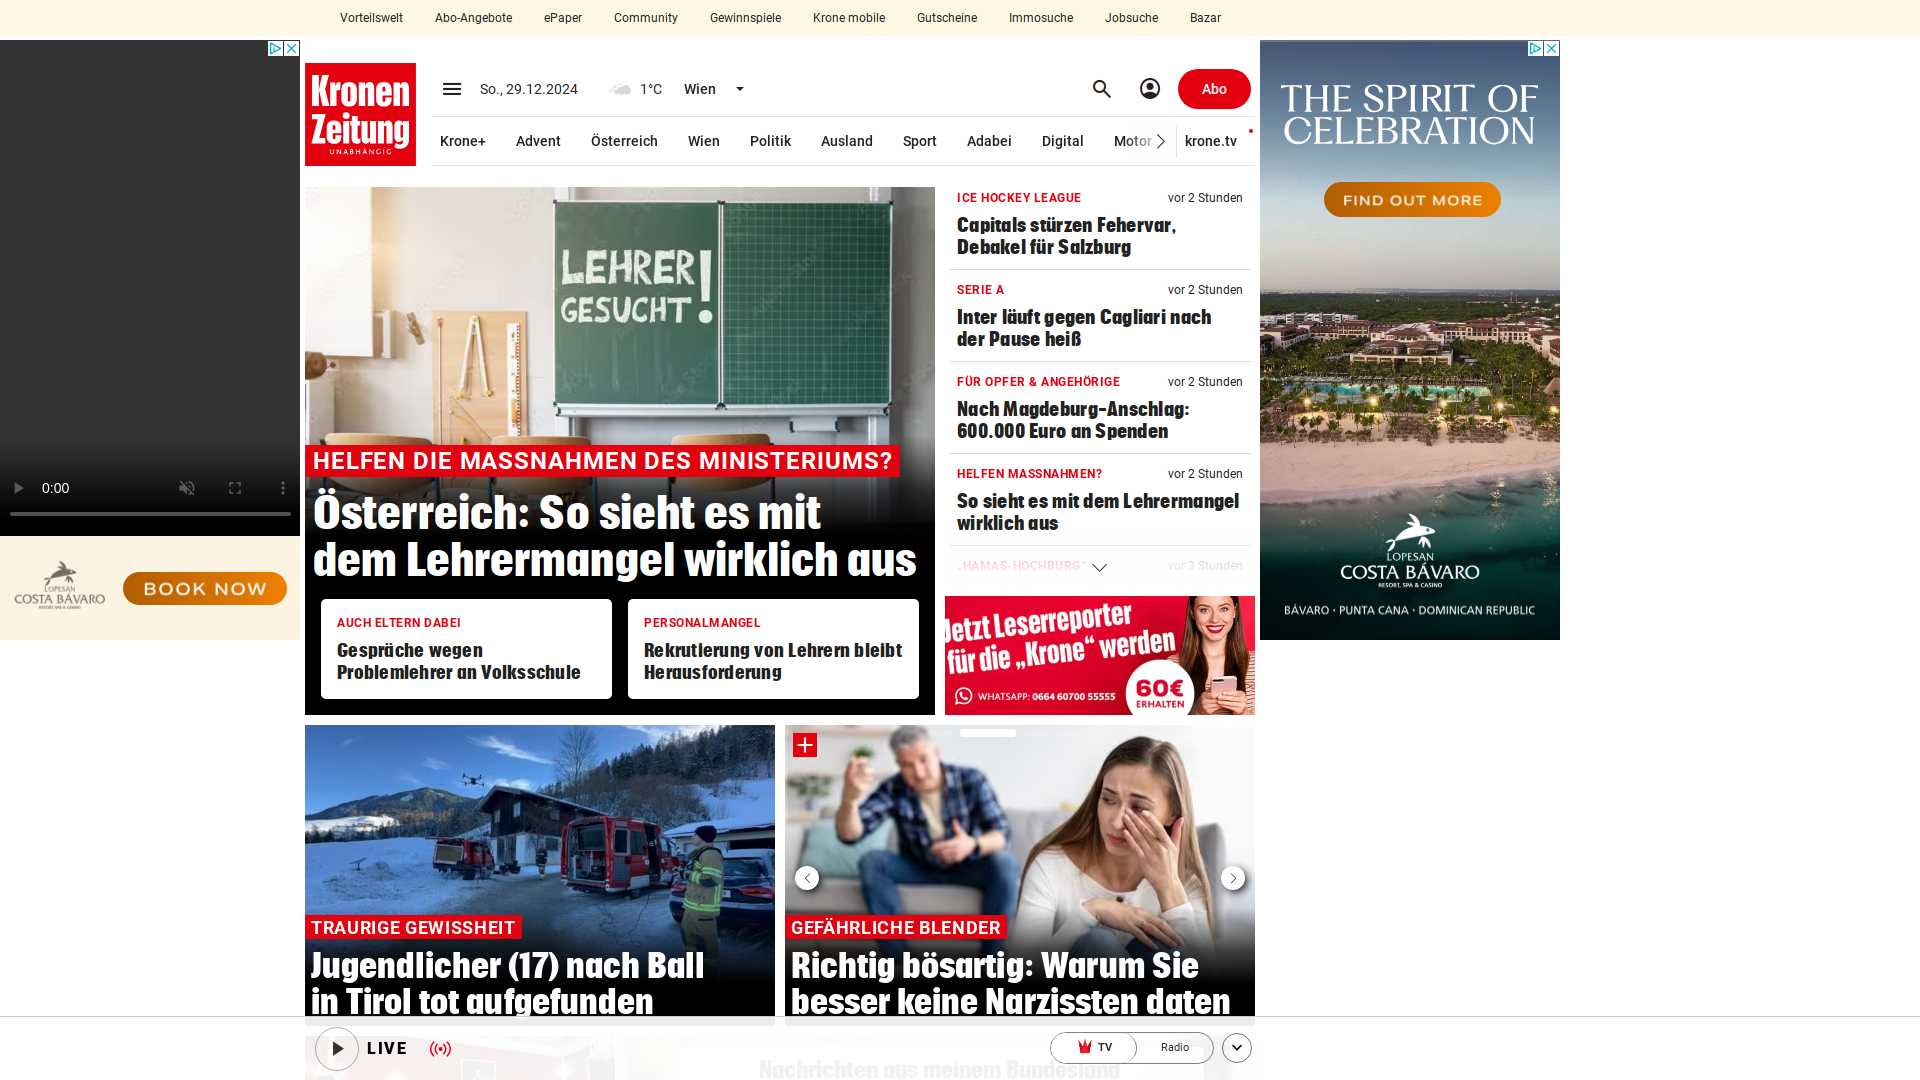 Vorteilswelt Abo-Angebote ePaper Community Gewinnspiele Krone mobile Gutscheine Immosuche Jobsuche Bazar
Kronen
Zeitung
UNABHÄNGIG
So., 29.12.2024 1°C Wien
Abo
Krone+ Advent Österreich Wien Politik Ausland Sport Adabei Digital Motor krone.tv
LEHRER
GESUCHT!
HELFEN DIE MASSNAHMEN DES MINISTERIUMS?
Österreich: So sieht es mit
dem Lehrermangel wirklich aus
AUCH ELTERN DABEI
Gespräche wegen
Problemlehrer an Volksschule
PERSONALMANGEL
Rekrutierung von Lehrern bleibt
Herausforderung
ICE HOCKEY LEAGUE vor 2 Stunden
Capitals stürzen Fehervar,
Debakel für Salzburg
SERIE A vor 2 Stunden
Inter läuft gegen Cagliari nach
der Pause heiß
FÜR OPFER & ANGEHÖRIGE vor 2 Stunden
Nach Magdeburg-Anschlag:
600.000 Euro an Spenden
HELFEN MASSNAHMEN? vor 2 Stunden
So sieht es mit dem Lehrermangel
wirklich aus
„HAMAS-HOCHBURG“ vor 3 Stunden
Jetzt Leserreporter
für die „Krone“ werden
WHATSAPP: 0664 60700 55555
60€
ERHALTEN
0:00
LOPESAN
COSTA BÁVARO
RESORT, SPA & CASINO
BOOK NOW
THE SPIRIT OF
CELEBRATION
FIND OUT MORE
LOPESAN
COSTA BÁVARO
RESORT, SPA & CASINO
BÁVARO · PUNTA CANA · DOMINICAN REPUBLIC
TRAURIGE GEWISSHEIT
Jugendlicher (17) nach Ball
in Tirol tot aufgefunden
GEFÄHRLICHE BLENDER
Richtig bösartig: Warum Sie
besser keine Narzissten daten
LIVE
TV Radio
Nachrichten aus meinem Bundesland